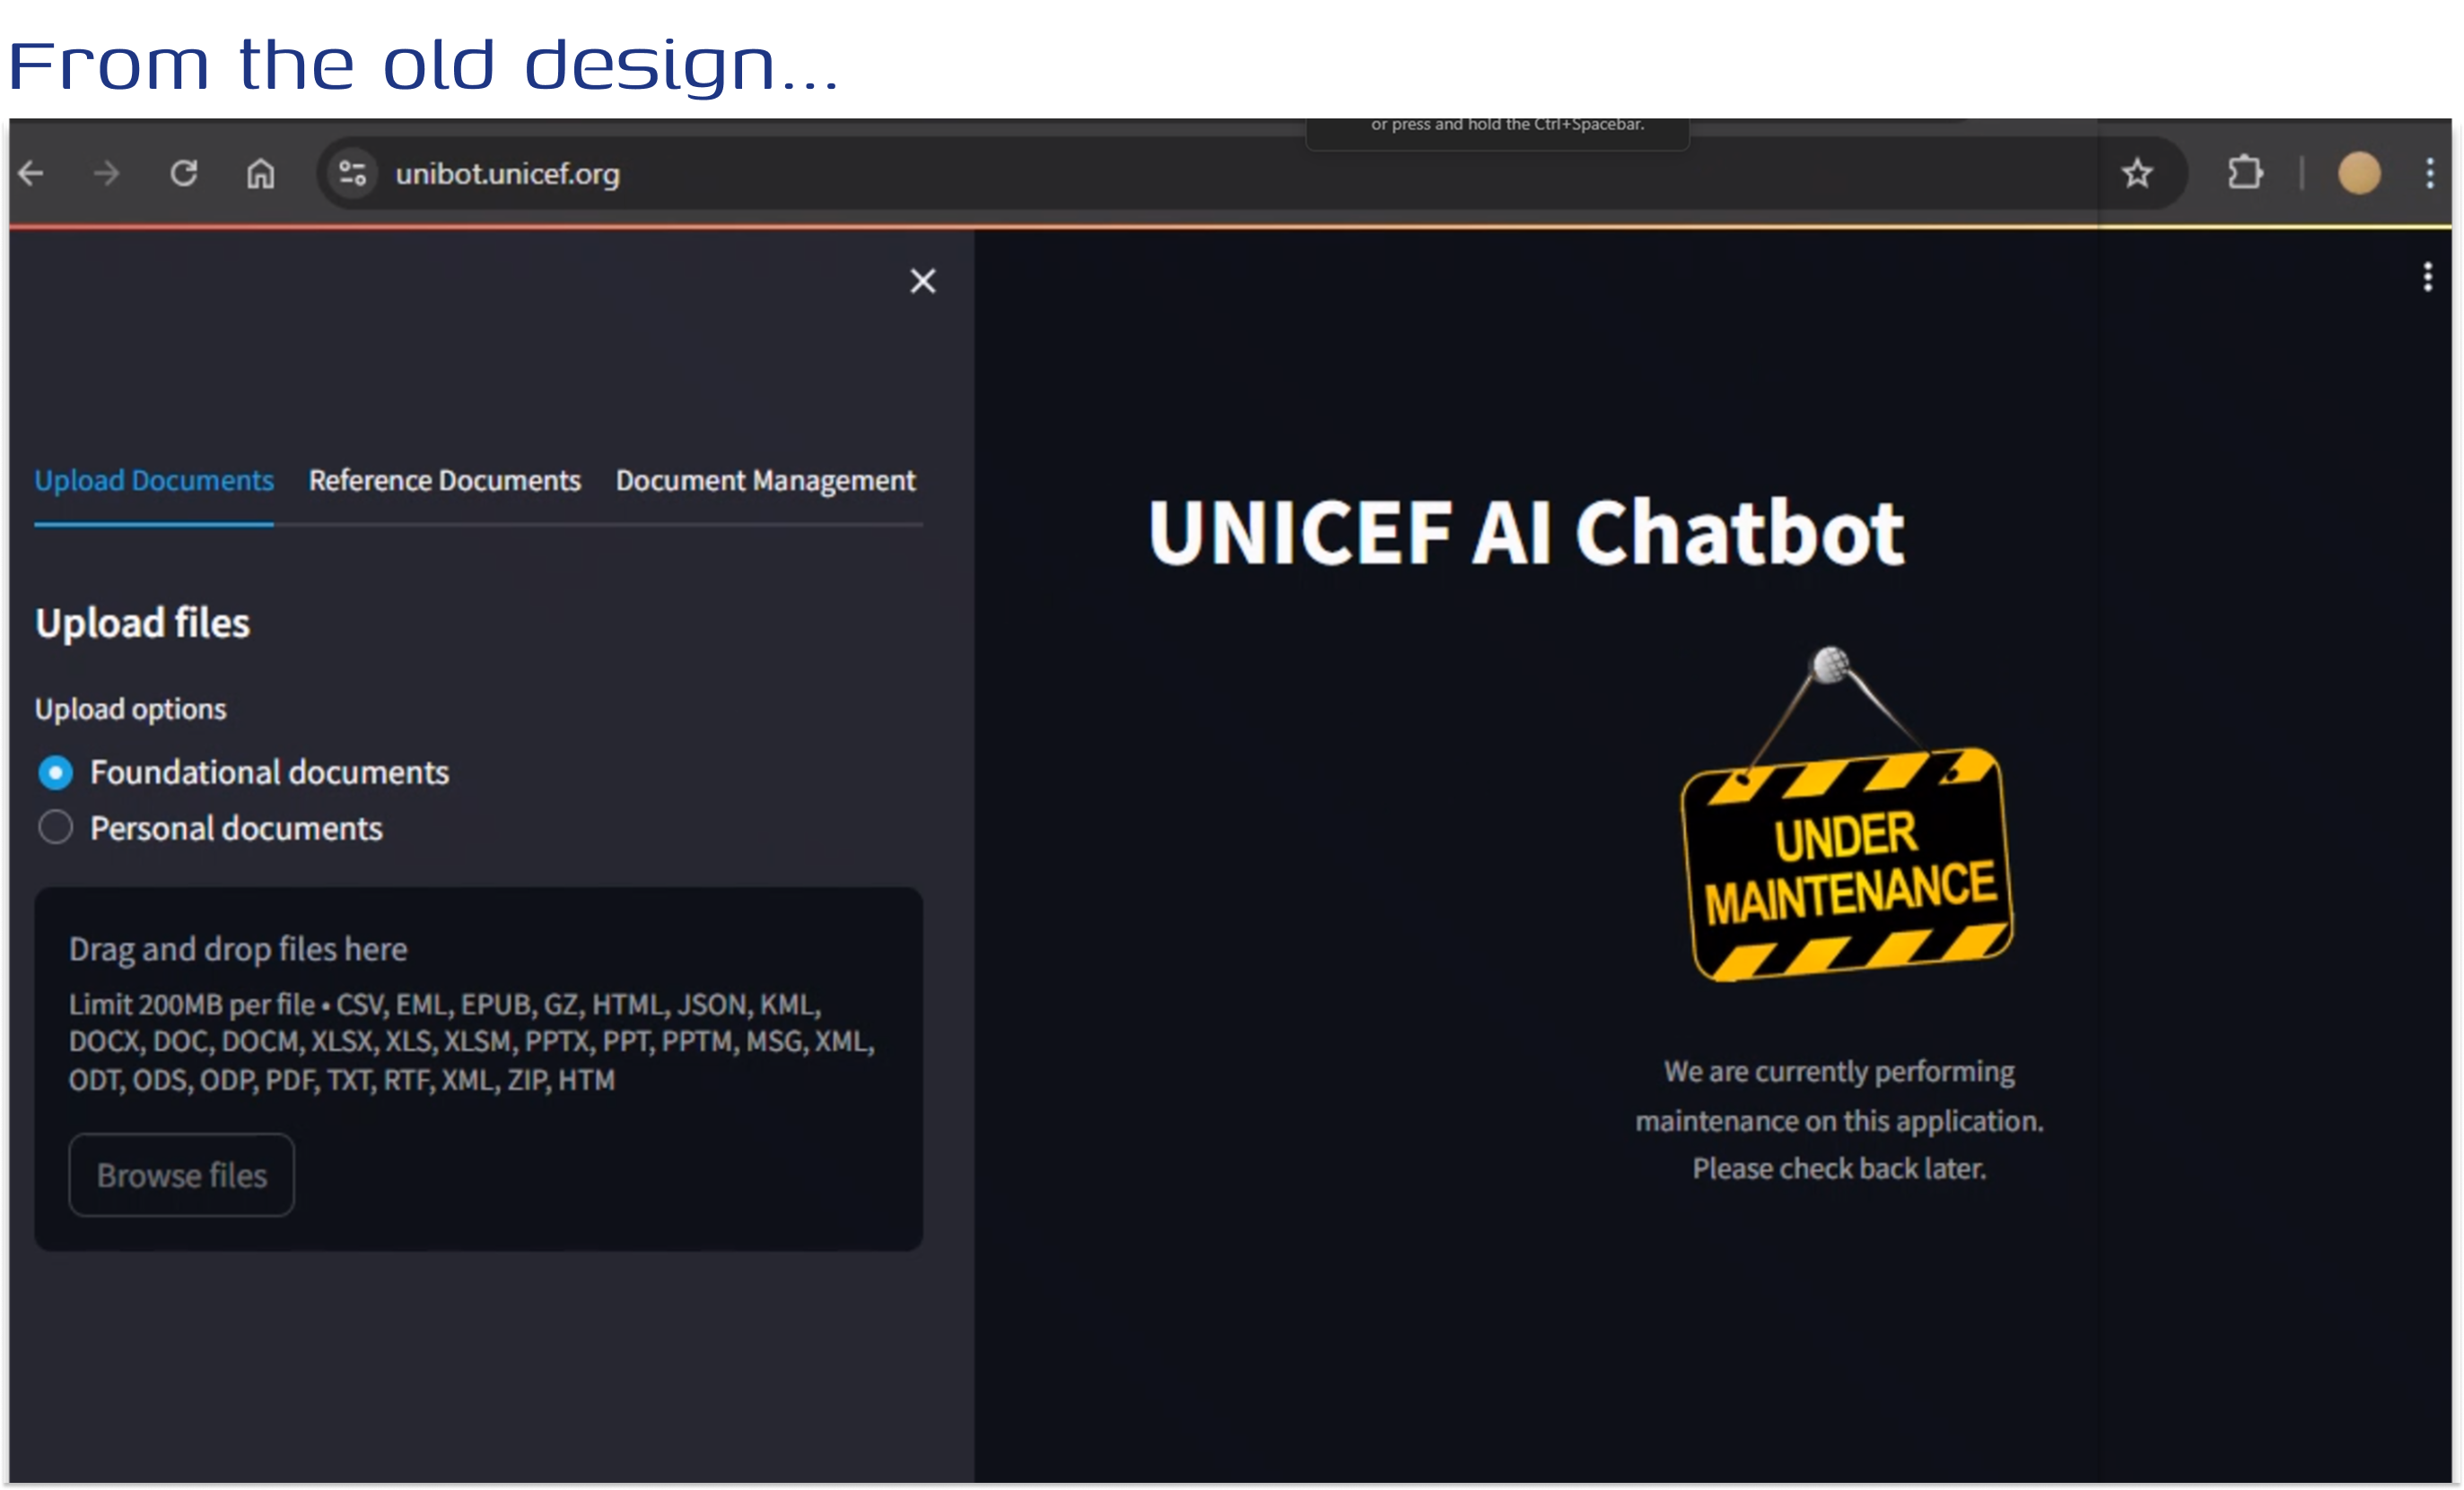 From the old design...
or press and hold the Ctrl+Spacebar.
unibot.unicef.org
Upload Documents Reference Documents Document Management
Upload files
Upload options
Foundational documents
Personal documents
Drag and drop files here
Limit 200MB per file • CSV, EML, EPUB, GZ, HTML, JSON, KML,
DOCX, DOC, DOCM, XLSX, XLS, XLSM, PPTX, PPT, PPTM, MSG, XML,
ODT, ODS, ODP, PDF, TXT, RTF, XML, ZIP, HTM
Browse files
UNICEF AI Chatbot
UNDER
MAINTENANCE
We are currently performing
maintenance on this application.
Please check back later.